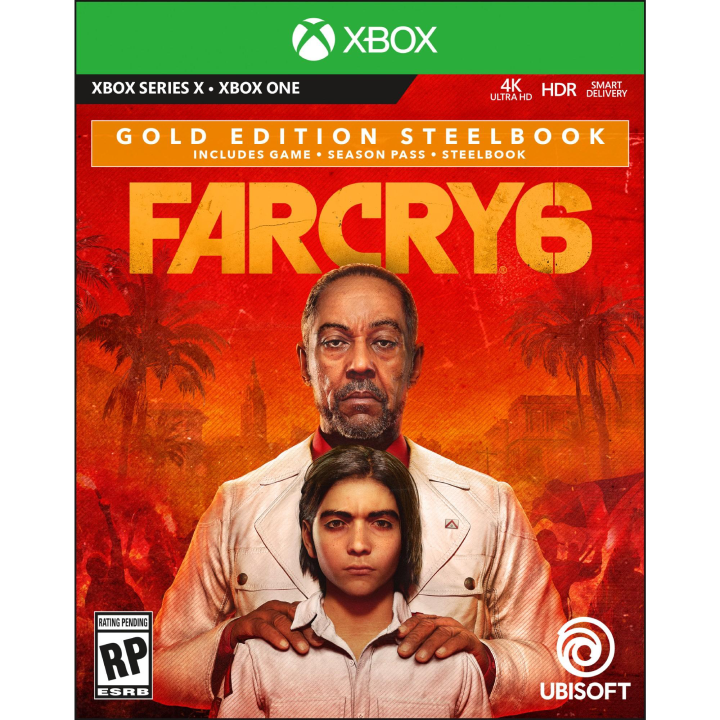 XBOX
XBOX SERIES X • XBOX ONE
4K
ULTRA HD
HDR
SMART
DELIVERY
GOLD EDITION STEELBOOK
INCLUDES GAME • SEASON PASS • STEELBOOK
FARCRY6
RATING PENDING
RP
ESRB
UBISOFT